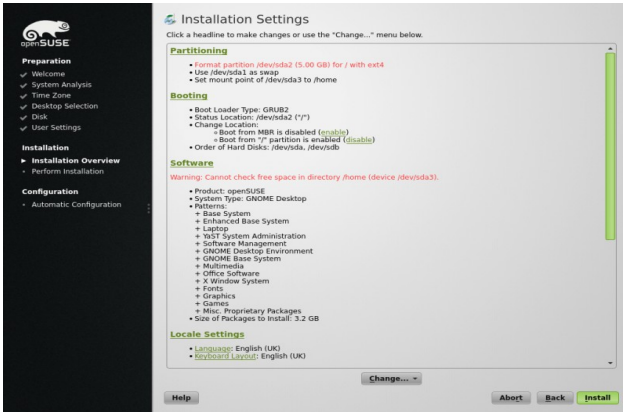 openSUSE
Preparation
Welcome
System Analysis
Time Zone
Desktop Selection
Disk
User Settings
Installation
Installation Overview
Perform Installation
Configuration
Automatic Configuration
Installation Settings
Click a headline to make changes or use the "Change..." menu below.
Partitioning
Format partition /dev/sda2 (5.00 GB) for / with ext4
Use /dev/sda1 as swap
Set mount point of /dev/sda3 to /home
Booting
Boot Loader Type: GRUB2
Status Location: /dev/sda2 ("/")
Change Location:
Boot from MBR is disabled (enable)
Boot from "/" partition is enabled (disable)
Order of Hard Disks: /dev/sda, /dev/sdb
Software
Warning: Cannot check free space in directory /home (device /dev/sda3).
Product: openSUSE
System Type: GNOME Desktop
Patterns:
+ Base System
+ Enhanced Base System
+ Laptop
+ YaST System Administration
+ Software Management
+ GNOME Desktop Environment
+ GNOME Base System
+ Multimedia
+ Office Software
+ X Window System
+ Fonts
+ Graphics
+ Games
+ Misc. Proprietary Packages
Size of Packages to Install: 3.2 GB
Locale Settings
Language: English (UK)
Keyboard Layout: English (UK)
Change...
Help
Abort
Back
Install